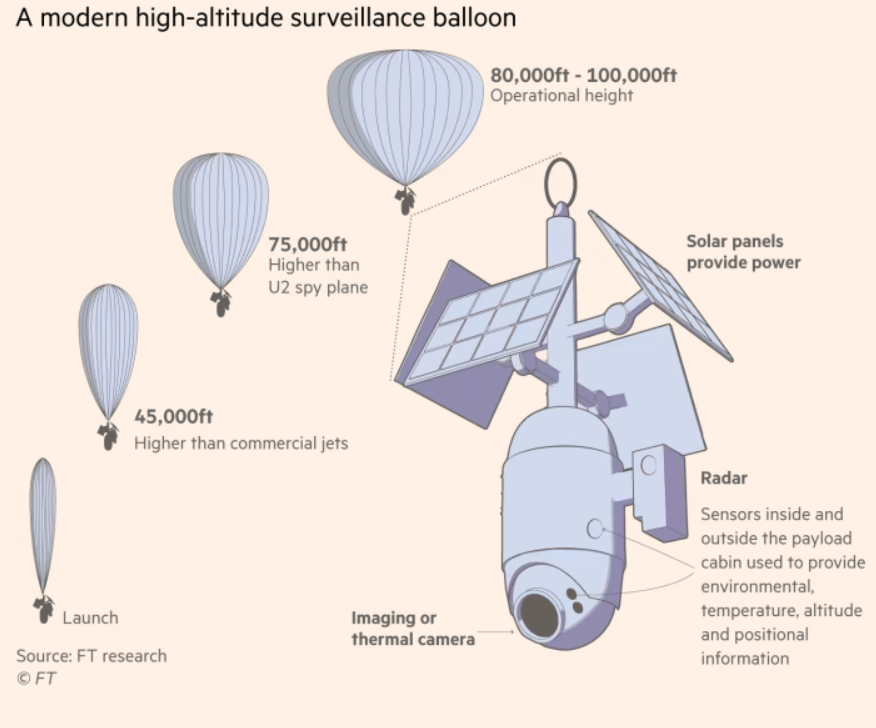 A modern high-altitude surveillance balloon
80,000ft - 100,000ft
Operational height
75,000ft
Higher than
U2 spy plane
Solar panels
provide power
45,000ft
Higher than commercial jets
Radar
Sensors inside and
outside the payload
cabin used to provide
environmental,
temperature, altitude
and positional
information
Launch
Imaging or
thermal camera
Source: FT research
© FT